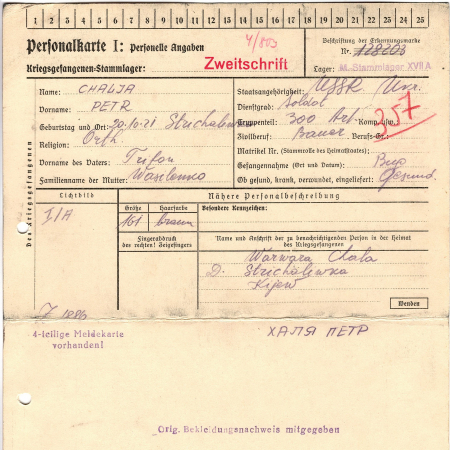 1 2 3 4 5 6 7 8 9 10 11 12 13 14 15 16 17 18 19 20 21 22 23 24 25
Personalkarte I: Personelle Angaben
4/803
Beschriftung der Erkennungsmarke
Nr. 128203
Kriegsgefangenen-Stammlager:
Zweitschrift
Lager: M.-Stammlager XVII A
Des Kriegsgefangenen
Name: CHALJA
Vorname: PETR
Geburtstag und Ort: 20.10.21 Stuchaliwka
Religion: Orth.
Vorname des Vaters: Trifon
Familienname der Mutter: Waselenko
Staatsangehörigkeit: USSR Ukr.
Dienstgrad: Soldat
Truppenteil: 300 Art. Komp. usw.:
Zivilberuf: Bauer Berufs-Gr.:
357
Matrikel Nr. (Stammrolle des Heimatstaates):
Gefangennahme (Ort und Datum):
Ob gesund, krank, verwundet, eingeliefert: Gesund
Lichtbild
I/A
Nähere Personalbeschreibung
Größe
Haarfarbe
Besondere Kennzeichen:
161
braun
Fingerabdruck
des rechten! Zeigefingers
Name und Anschrift der zu benachrichtigenden Person in der Heimat
des Kriegsgefangenen
Warwara Chala
D. Stuchaliwka
Kijew
Wenden
4-teilige Meldekarte
vorhanden!
ХАЛЯ ПЕТР
Orig. Bekleidungsnachweis mitgegeben